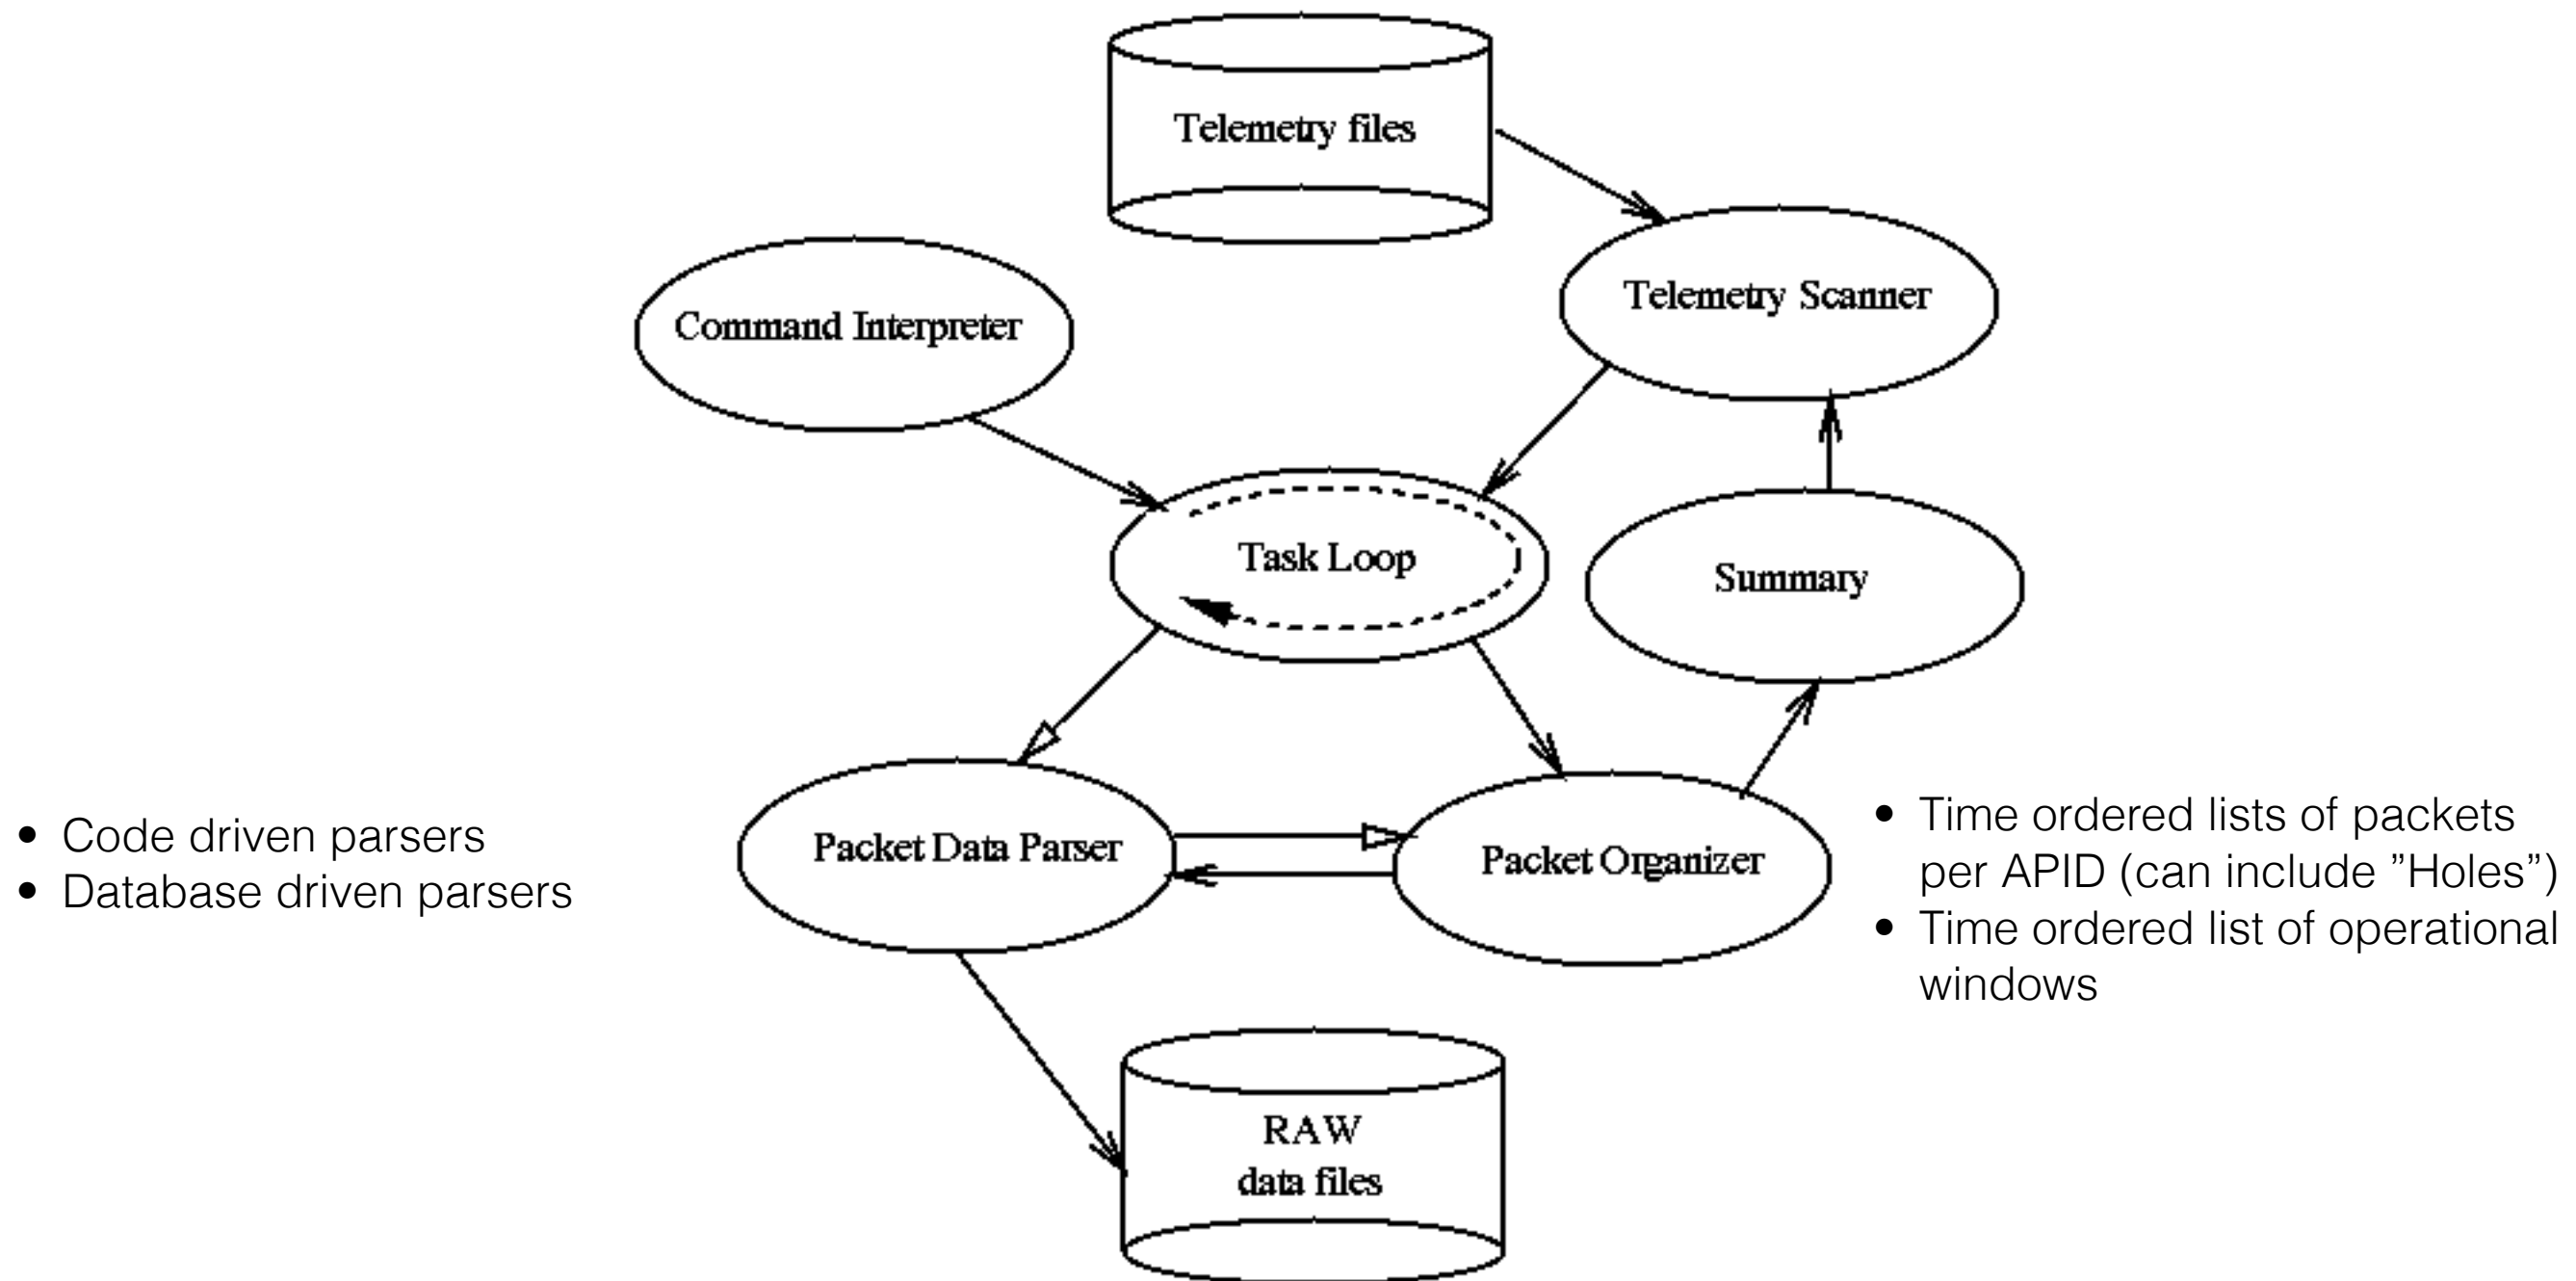 Telemetry files
Telemetry Scanner
Command Interpreter
Task Loop
Summary
• Code driven parsers
• Database driven parsers
Packet Data Parser
Packet Organizer
• Time ordered lists of packets
per APID (can include ”Holes”)
• Time ordered list of operational
windows
RAW
data files